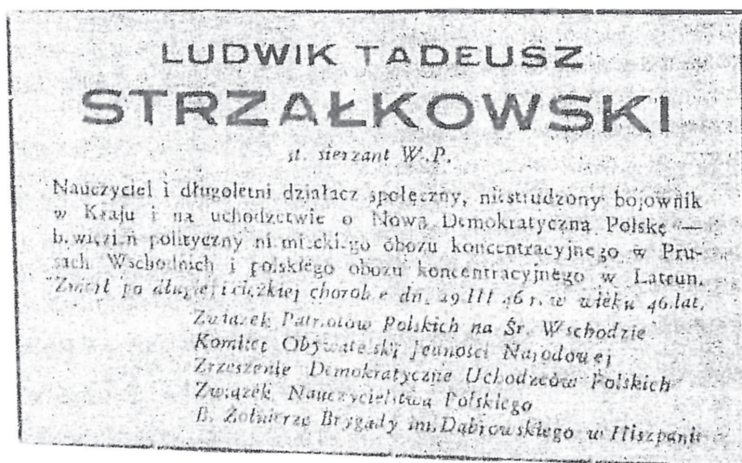 LUDWIK TADEUSZ
STRZAŁKOWSKI
st. sierżant W.P.
Nauczyciel i długoletni działacz społeczny, niestrudzony bojownik
w Kraju i na uchodźctwie o Nową Demokratyczną Polskę —
b. więzień polityczny niemieckiego obozu koncentracyjnego w Pru-
sach Wschodnich i polskiego obozu koncentracyjnego w Latrun.
Zmarł po długiej i ciężkiej chorobie dn. 29 III 46 r. w wieku 46 lat.
Związek Patriotów Polskich na Śr. Wschodzie
Komitet Obywatelski Jedności Narodowej
Zrzeszenie Demokratyczne Uchodźców Polskich
Związek Nauczycielstwa Polskiego
B. Żołnierze Brygady im. Dąbrowskiego w Hiszpanii